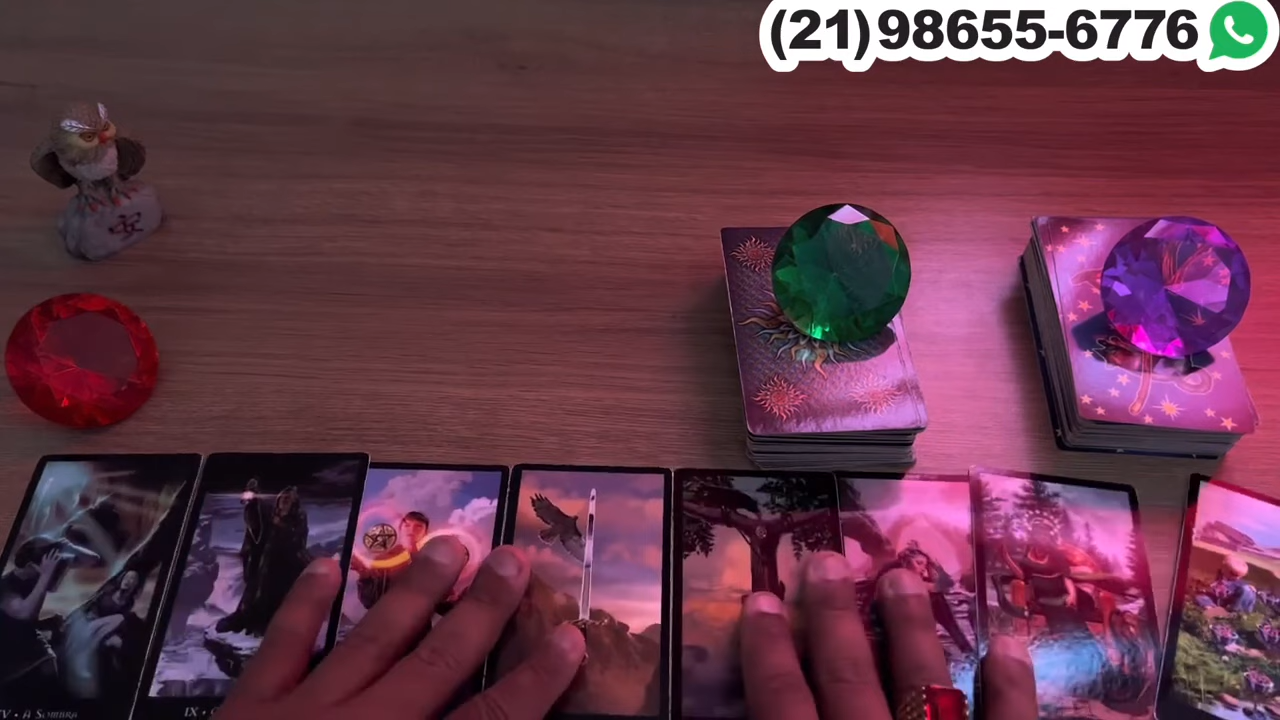 (21)98655-6776
XV • A SOMBRA
IX •